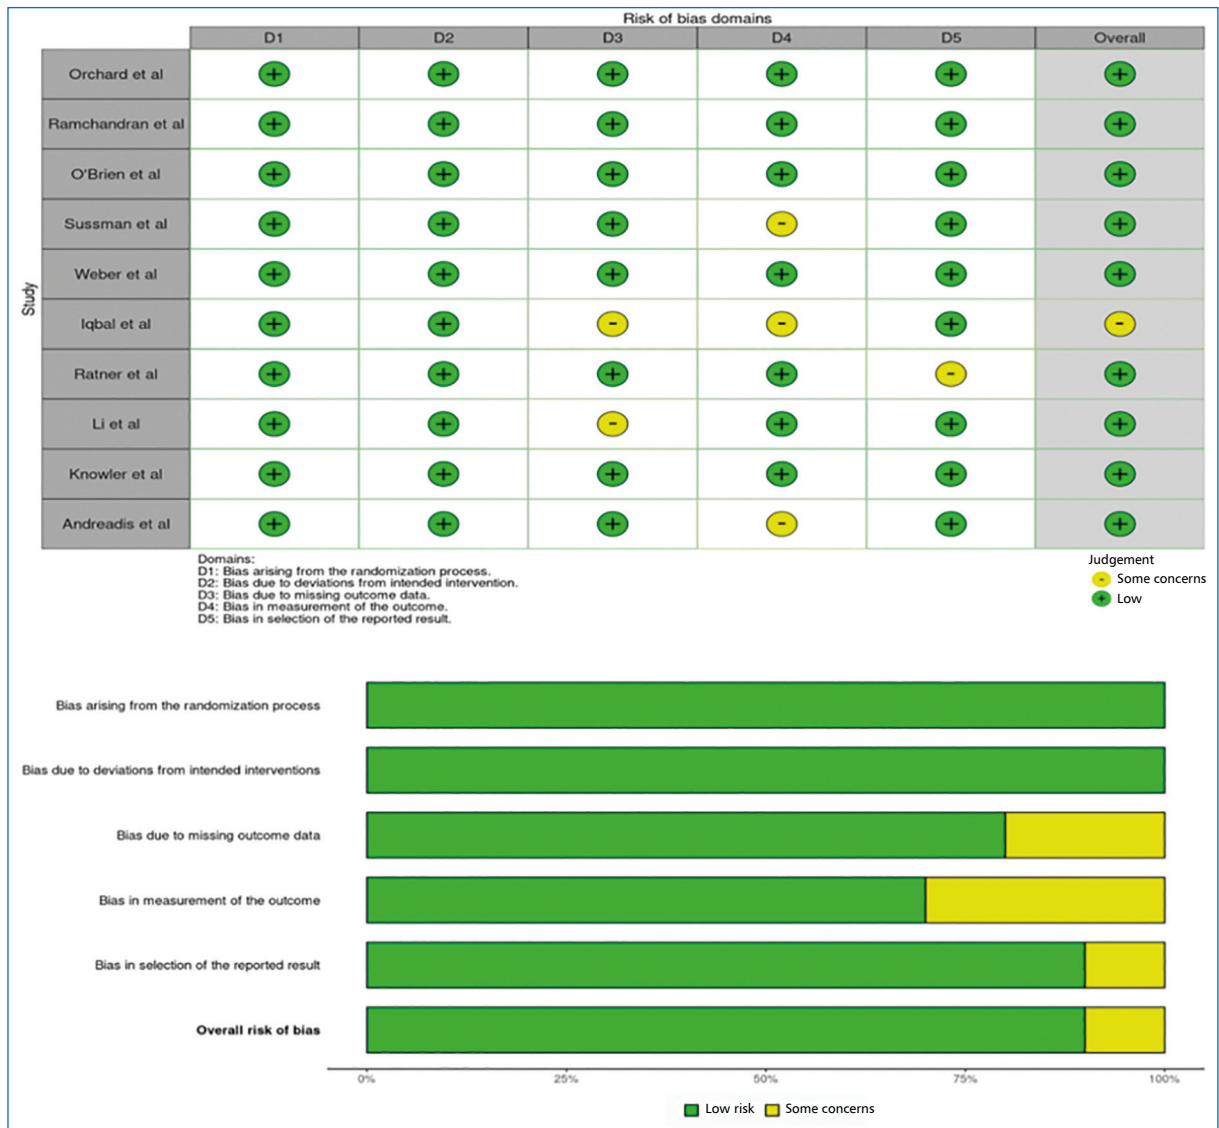 Risk of bias domains
D1 D2 D3 D4 D5 Overall
Study
Orchard et al + + + + + +
Ramchandran et al + + + + + +
O'Brien et al + + + + + +
Sussman et al + + + - + +
Weber et al + + + + + +
Iqbal et al + + - - + -
Ratner et al + + + + - +
Li et al + + - + + +
Knowler et al + + + + + +
Andreadis et al + + + - + +
Domains:
D1: Bias arising from the randomization process.
D2: Bias due to deviations from intended intervention.
D3: Bias due to missing outcome data.
D4: Bias in measurement of the outcome.
D5: Bias in selection of the reported result.
Judgement
- Some concerns
+ Low
Bias arising from the randomization process
Bias due to deviations from intended interventions
Bias due to missing outcome data
Bias in measurement of the outcome
Bias in selection of the reported result
Overall risk of bias
0% 25% 50% 75% 100%
Low risk Some concerns